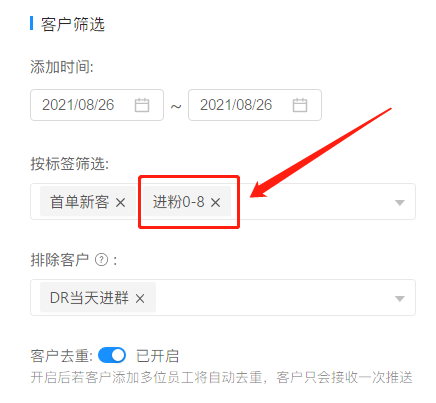 客户筛选
添加时间:
2021/08/26 ~ 2021/08/26
按标签筛选:
首单新客 × 进粉0-8 ×
排除客户 ? :
DR当天进群 ×
客户去重: 已开启
开启后若客户添加多位员工将自动去重，客户只会接收一次推送